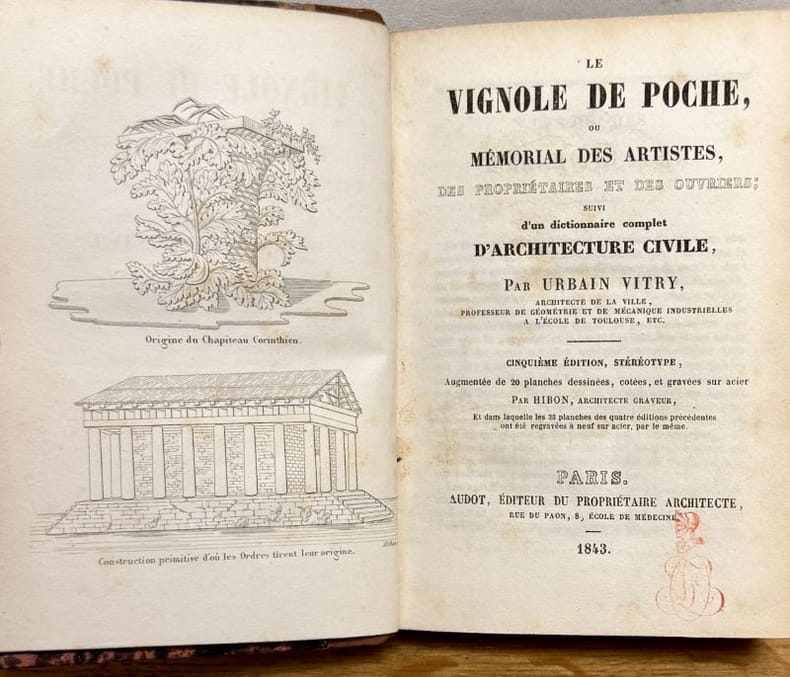 Origine du Chapiteau Corinthien.
Construction primitive d'où les Ordres tirent leur origine.
LE
VIGNOLE DE POCHE,
OU
MÉMORIAL DES ARTISTES,
DES PROPRIÉTAIRES ET DES OUVRIERS;
SUIVI
d'un dictionnaire complet
D'ARCHITECTURE CIVILE,
PAR URBAIN VITRY,
ARCHITECTE DE LA VILLE,
PROFESSEUR DE GÉOMÉTRIE ET DE MÉCANIQUE INDUSTRIELLES
A L'ÉCOLE DE TOULOUSE, ETC.
CINQUIÈME ÉDITION, STÉRÉOTYPE,
Augmentée de 20 planches dessinées, cotées, et gravées sur acier
PAR HIBON, ARCHITECTE GRAVEUR,
Et dans laquelle les 35 planches des quatre éditions précédentes
ont été regravées à neuf sur acier, par le même.
PARIS.
AUDOT, ÉDITEUR DU PROPRIÉTAIRE ARCHITECTE,
RUE DU PAON, 8, ÉCOLE DE MÉDECINE
1843.